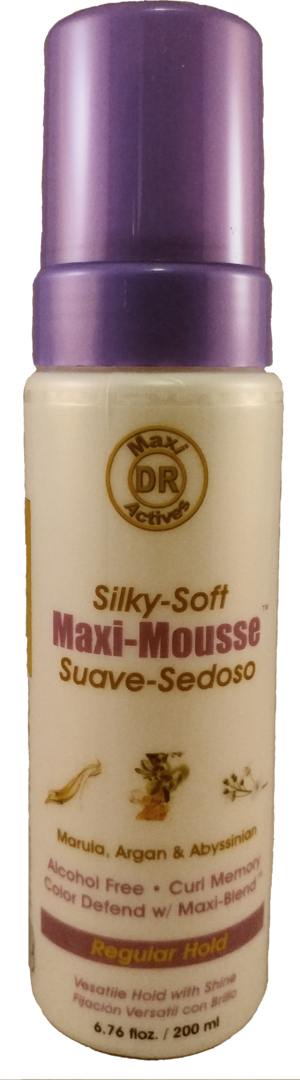 Maxi
DR
Actives
Silky-Soft
Maxi-Mousse™
Suave-Sedoso
Marula, Argan & Abyssinian
Alcohol Free • Curl Memory
Color Defend w/ Maxi-Blend™
Regular Hold
Vesatile Hold with Shine
Fijación Versatil con Brillo
6.76 floz. / 200 ml